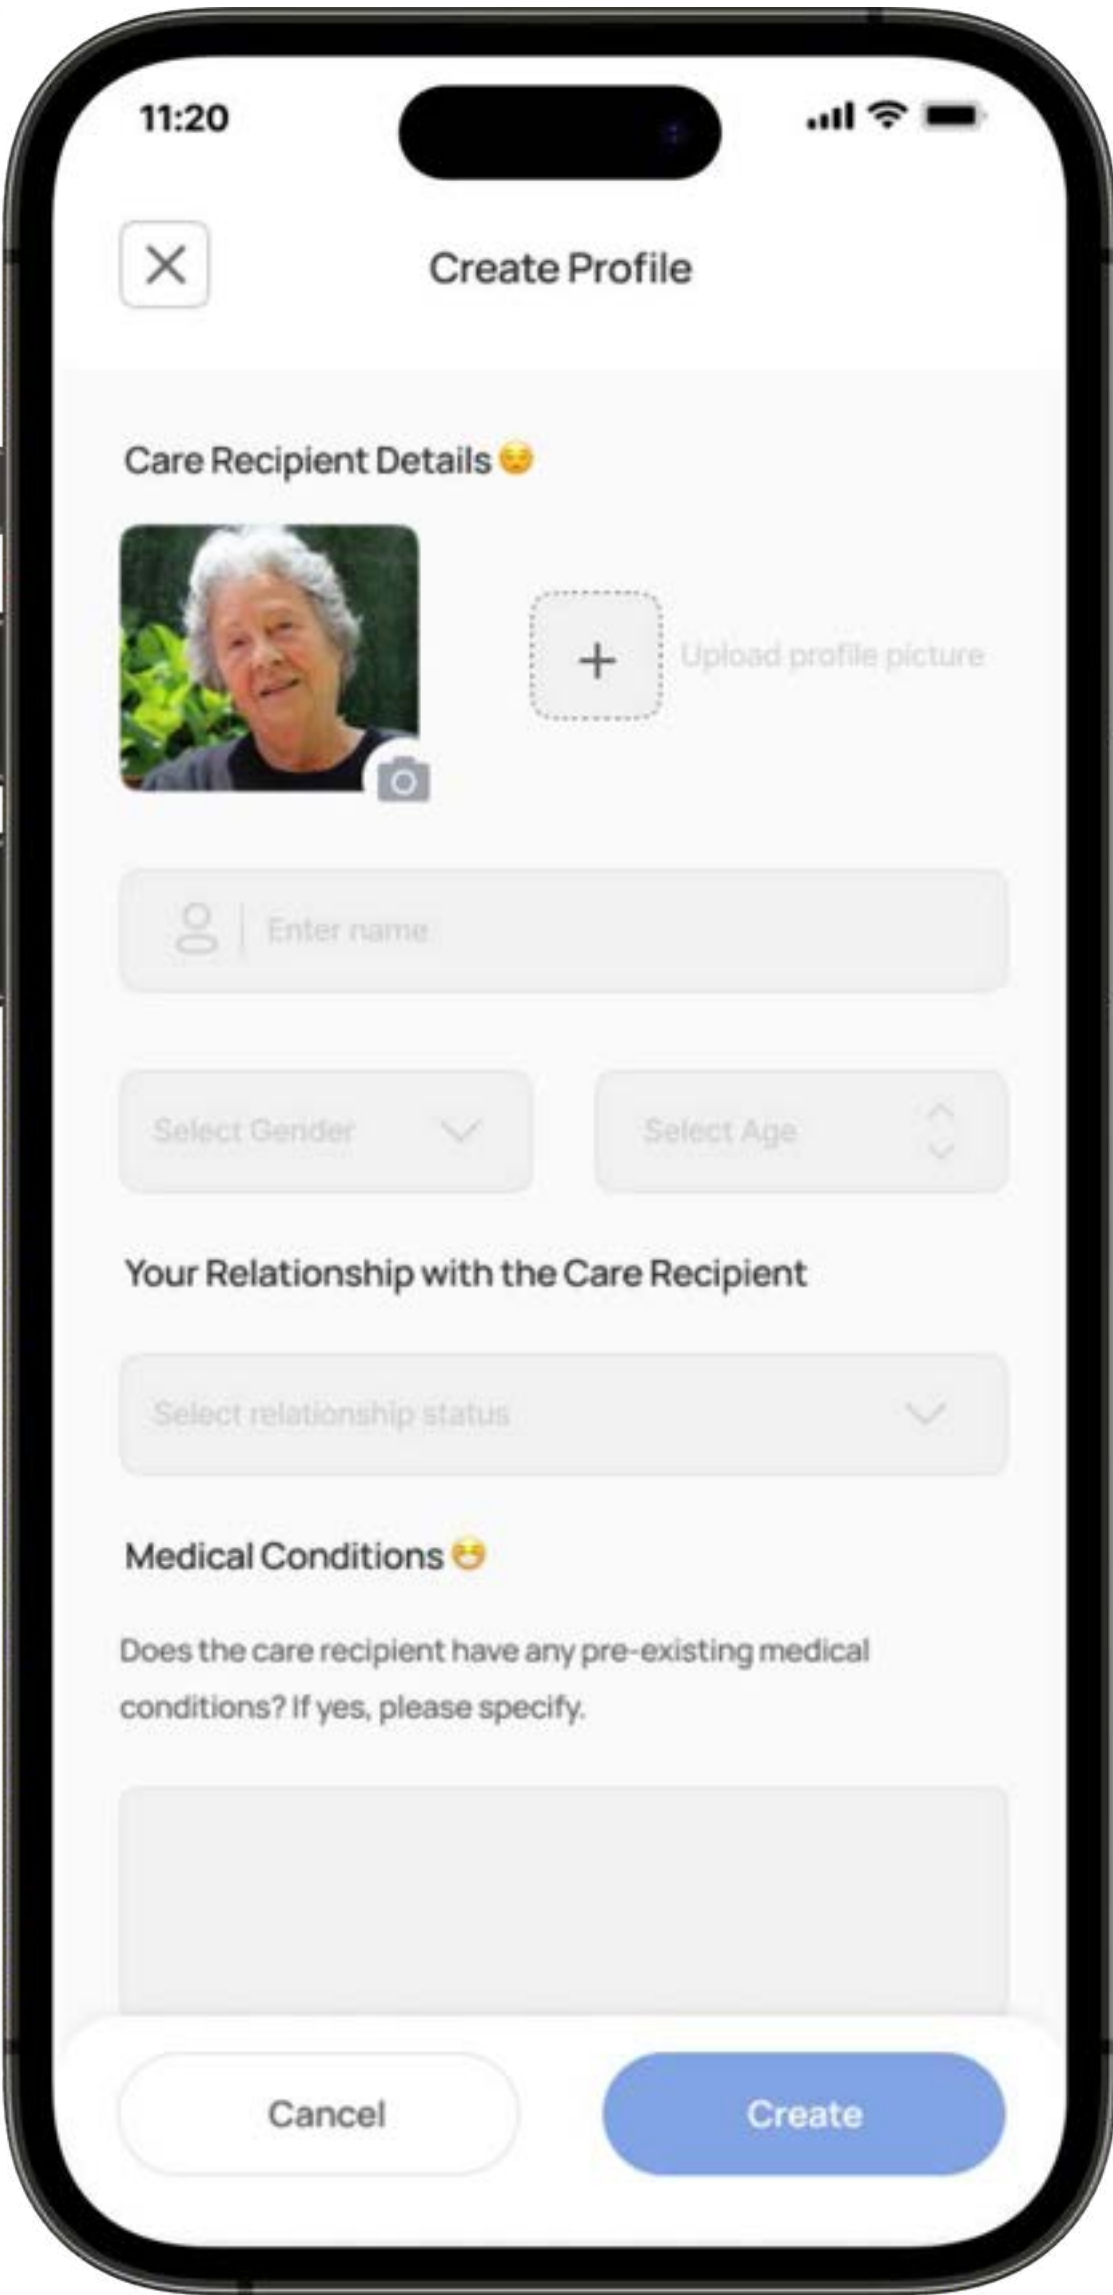 11:20
Create Profile
Care Recipient Details 😔
Upload profile picture
Enter name
Select Gender
Select Age
Your Relationship with the Care Recipient
Select relationship status
Medical Conditions 😷
Does the care recipient have any pre-existing medical
conditions? If yes, please specify.
Cancel
Create